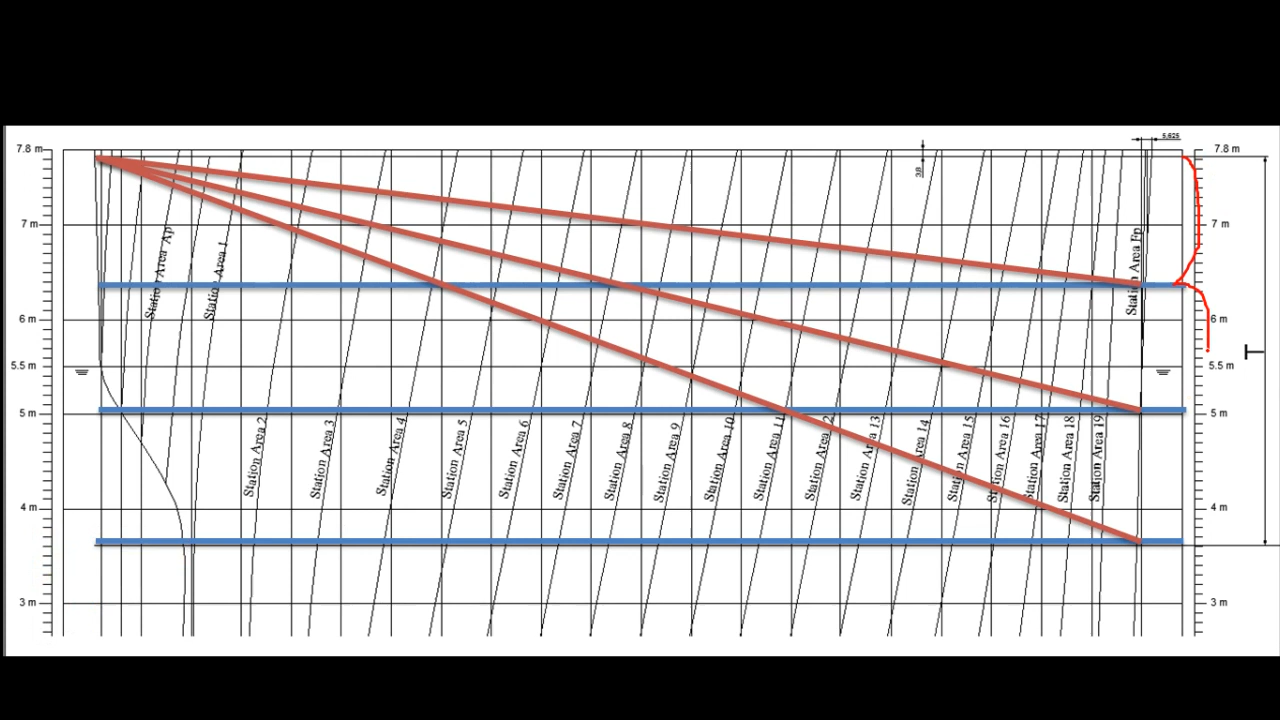 5.625
7.8 m
7.8 m
7 m
7 m
Station Area Ap
Station Area 1
Station Area Fp
6 m
6 m
5.5 m
5.5 m
5 m
5 m
Station Area 2
Station Area 3
Station Area 4
Station Area 5
Station Area 6
Station Area 7
Station Area 8
Station Area 9
Station Area 10
Station Area 11
Station Area 12
Station Area 13
Station Area 14
Station Area 15
Station Area 16
Station Area 17
Station Area 18
Station Area 19
4 m
4 m
3 m
3 m